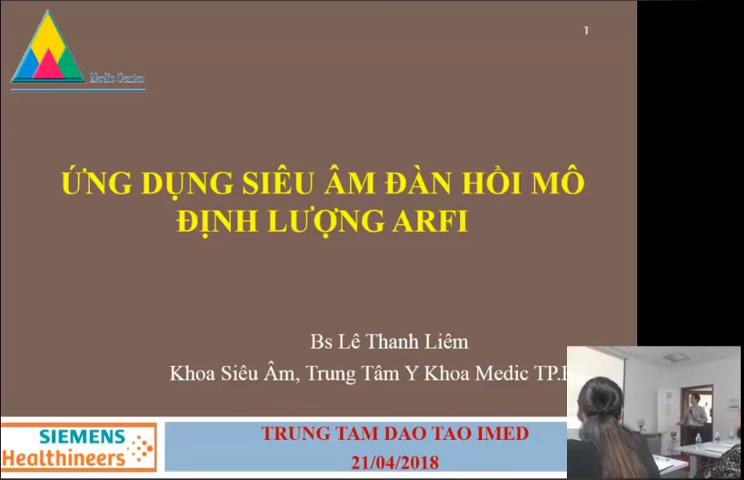 1
Medic Center
ỨNG DỤNG SIÊU ÂM ĐÀN HỒI MÔ
ĐỊNH LƯỢNG ARFI
Bs Lê Thanh Liêm
Khoa Siêu Âm, Trung Tâm Y Khoa Medic
SIEMENS
Healthineers
TRUNG TAM DAO TAO IMED
21/04/2018